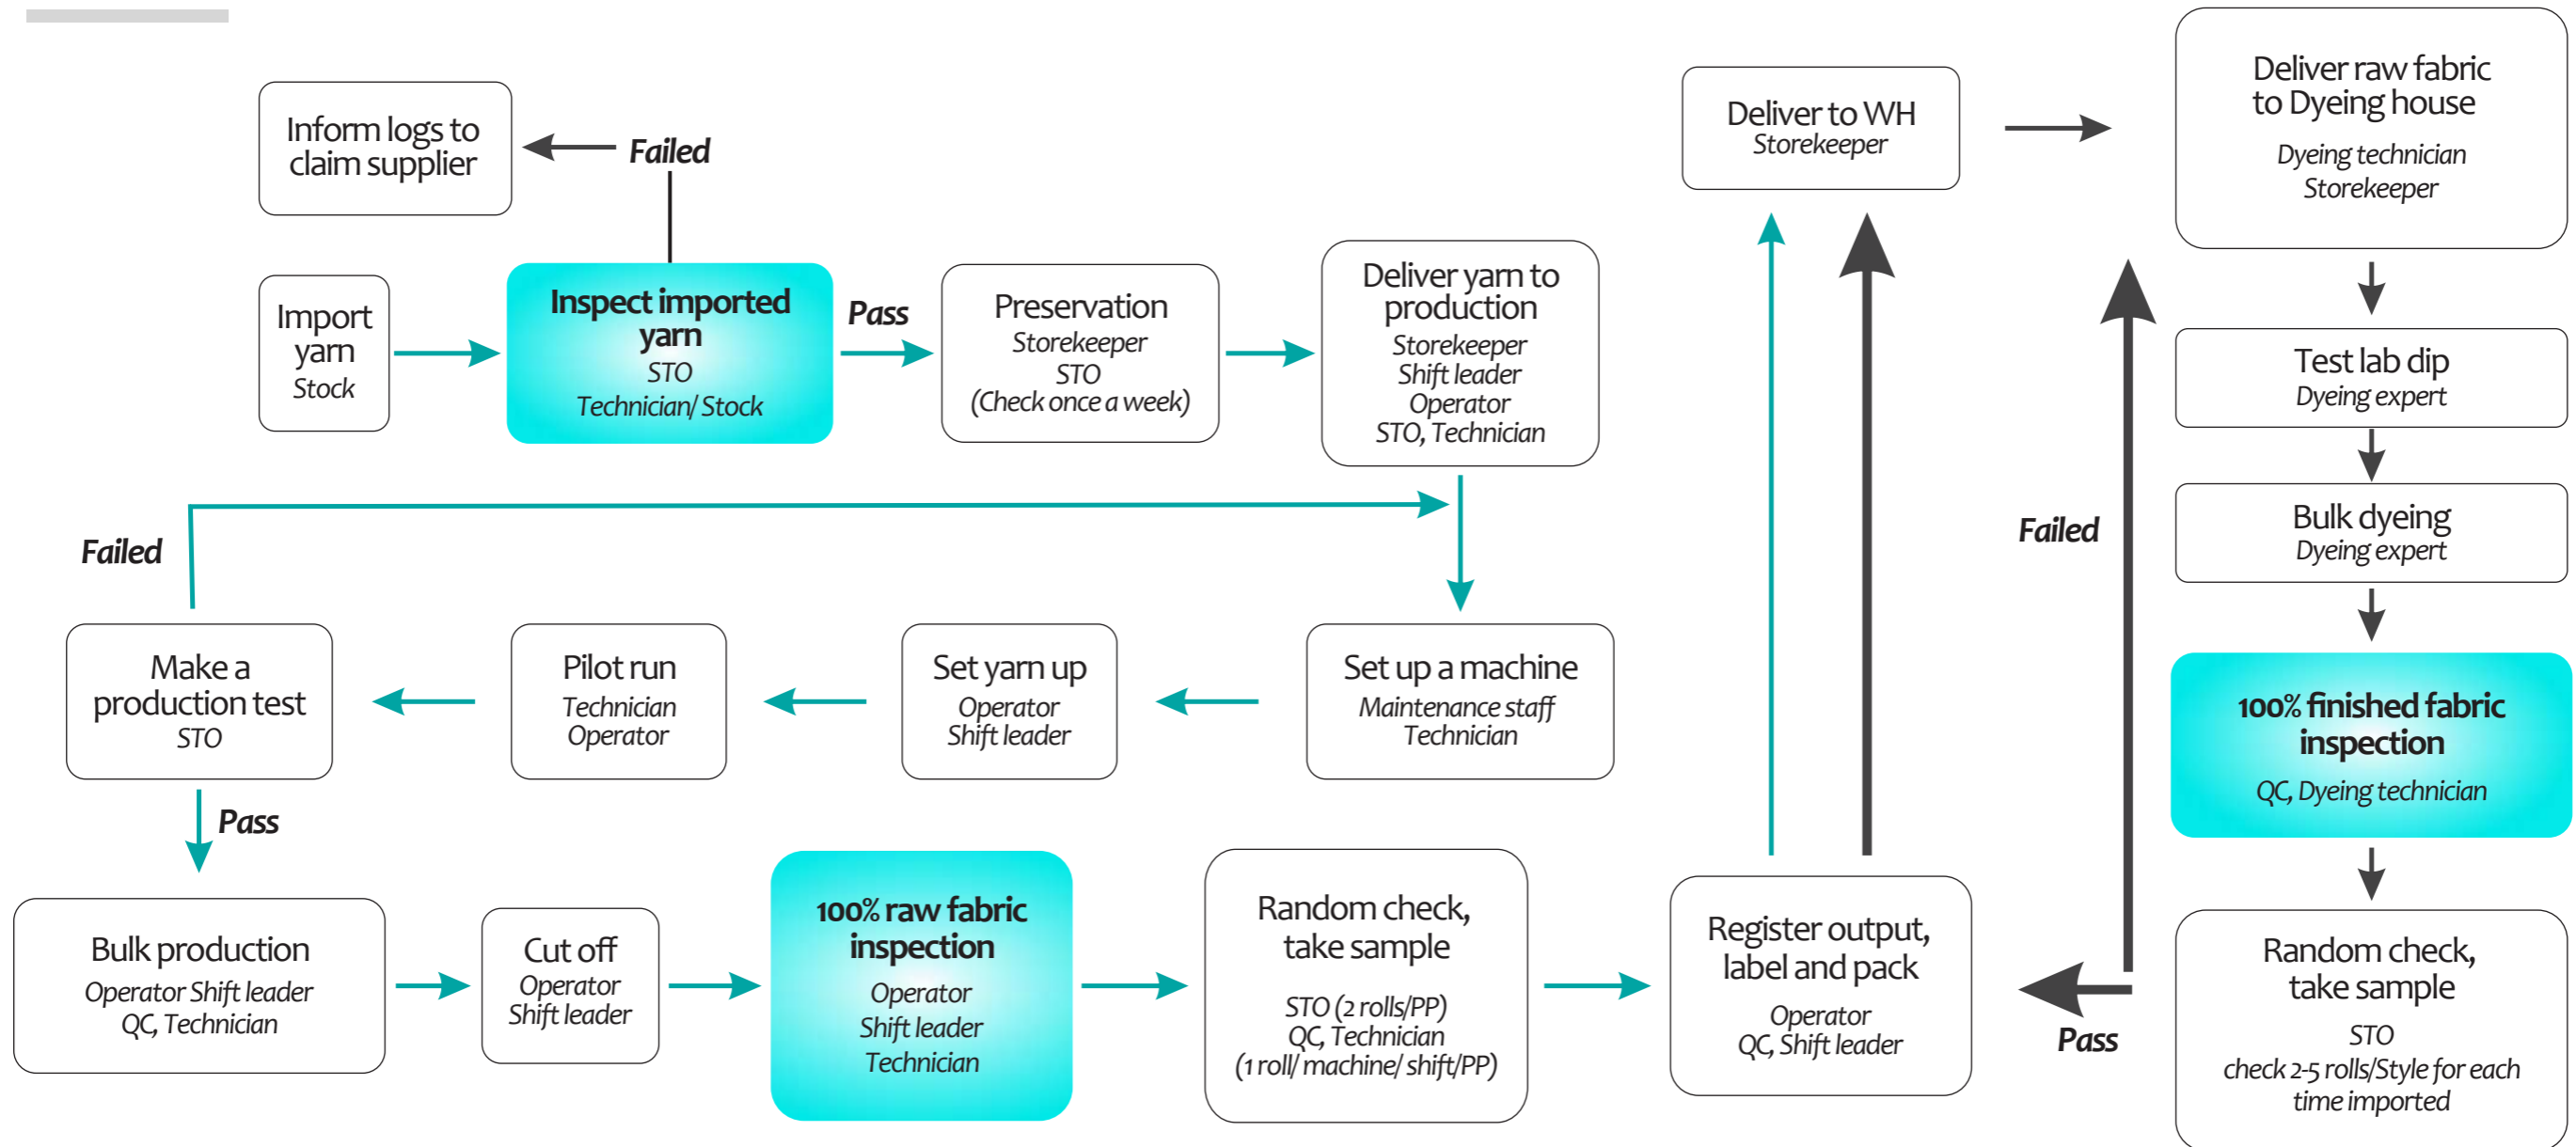 Inform logs to
claim supplier
Failed
Import
yarn
Stock
Inspect imported
yarn
STO
Technician/ Stock
Pass
Preservation
Storekeeper
STO
(Check once a week)
Deliver yarn to
production
Storekeeper
Shift leader
Operator
STO, Technician
Failed
Make a
production test
STO
Pilot run
Technician
Operator
Set yarn up
Operator
Shift leader
Set up a machine
Maintenance staff
Technician
Pass
Bulk production
Operator Shift leader
QC, Technician
Cut off
Operator
Shift leader
100% raw fabric
inspection
Operator
Shift leader
Technician
Random check,
take sample
STO (2 rolls/PP)
QC, Technician
(1 roll/ machine/ shift/PP)
Register output,
label and pack
Operator
QC, Shift leader
Deliver to WH
Storekeeper
Deliver raw fabric
to Dyeing house
Dyeing technician
Storekeeper
Test lab dip
Dyeing expert
Bulk dyeing
Dyeing expert
100% finished fabric
inspection
QC, Dyeing technician
Random check,
take sample
STO
check 2-5 rolls/Style for each
time imported
Failed
Pass